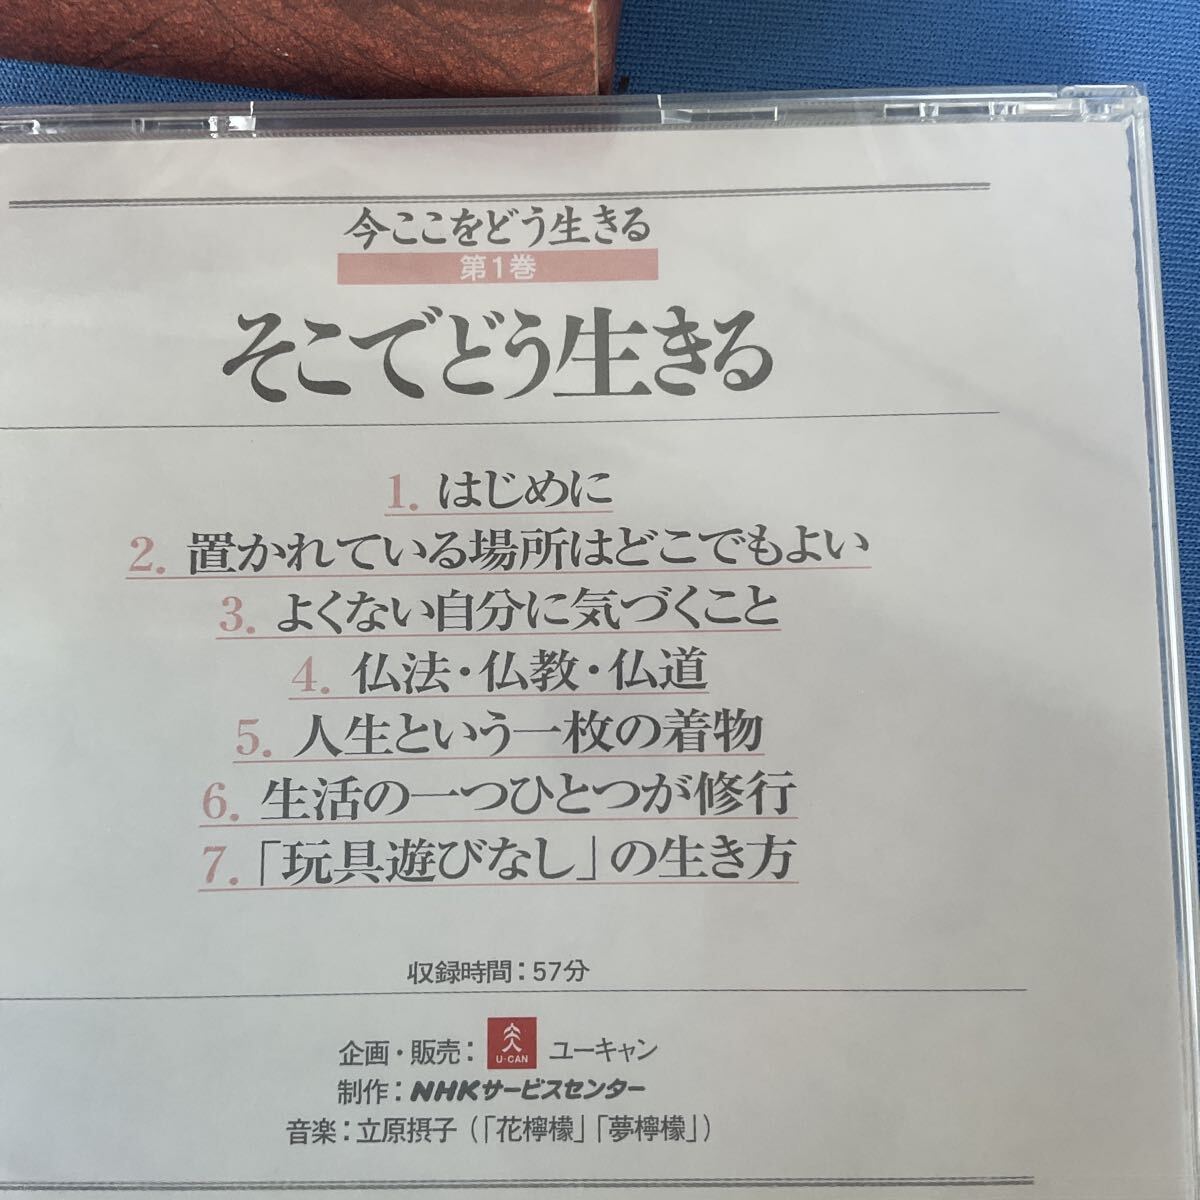 今ここをどう生きる
第1巻
そこでどう生きる
1. はじめに
2. 置かれている場所はどこでもよい
3. よくない自分に気づくこと
4. 仏法・仏教・仏道
5. 人生という一枚の着物
6. 生活の一つひとつが修行
7.「玩具遊びなし」の生き方
収録時間：57分
企画・販売： U-CAN ユーキャン
制作：NHKサービスセンター
音楽：立原摂子（「花檸檬」「夢檸檬」）